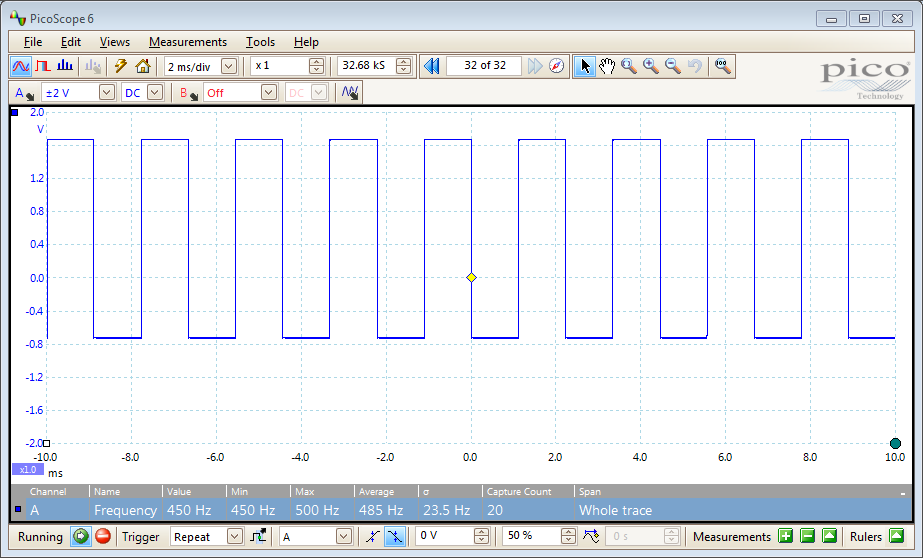 PicoScope 6
File Edit Views Measurements Tools Help
2 ms/div x 1 32.68 kS 32 of 32
pico
Technology
A ±2 V DC B Off DC
2.0
V
1.2
0.8
0.4
0.0
-0.4
-0.8
-1.2
-1.6
-2.0
-10.0 -8.0 -6.0 -4.0 -2.0 0.0 2.0 4.0 6.0 8.0 10.0
x1.0 ms
Channel Name Value Min Max Average σ Capture Count Span
A Frequency 450 Hz 450 Hz 500 Hz 485 Hz 23.5 Hz 20 Whole trace
Running Trigger Repeat A 0 V 50 % 0 s Measurements Rulers